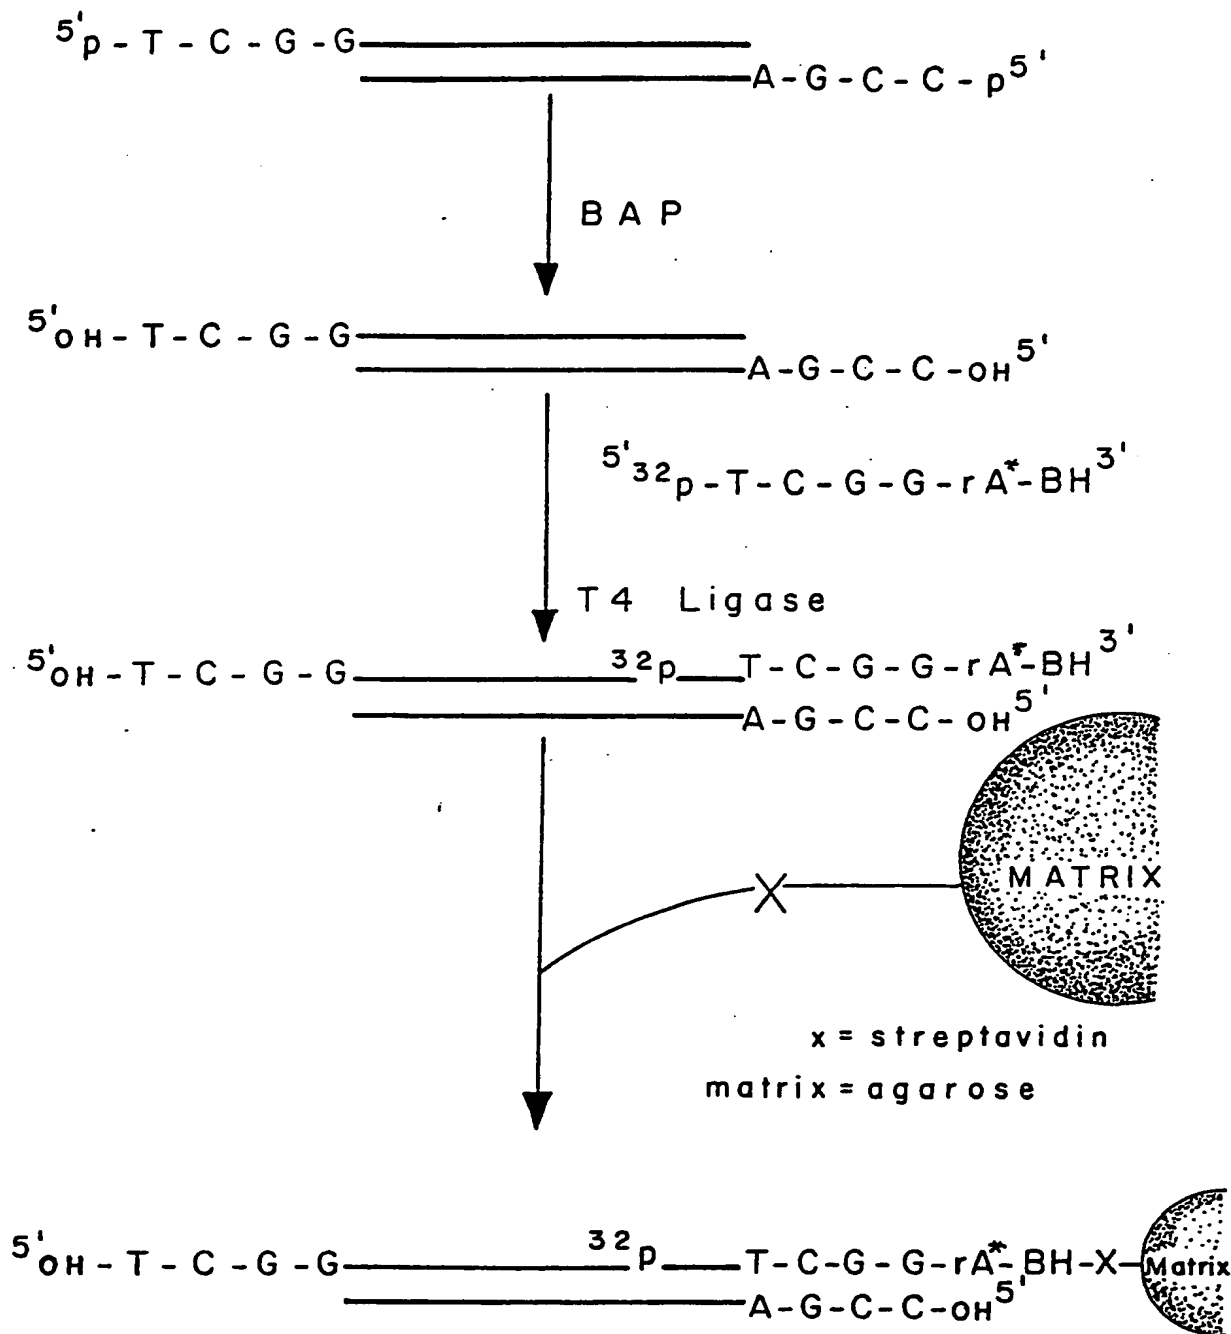 5'p - T - C - G - G
A - G - C - C - p5'
BAP
5'OH - T - C - G - G
A - G - C - C - OH5'
5'32p - T - C - G - G - rA*- BH3'
T4 Ligase
5'OH - T - C - G - G 32p T - C - G - G - rA*- BH3'
A - G - C - C - OH5'
MATRIX
X
x = streptavidin
matrix = agarose
5'OH - T - C - G - G 32p T - C - G - G - rA*- BH - X - Matrix
A - G - C - C - OH5'